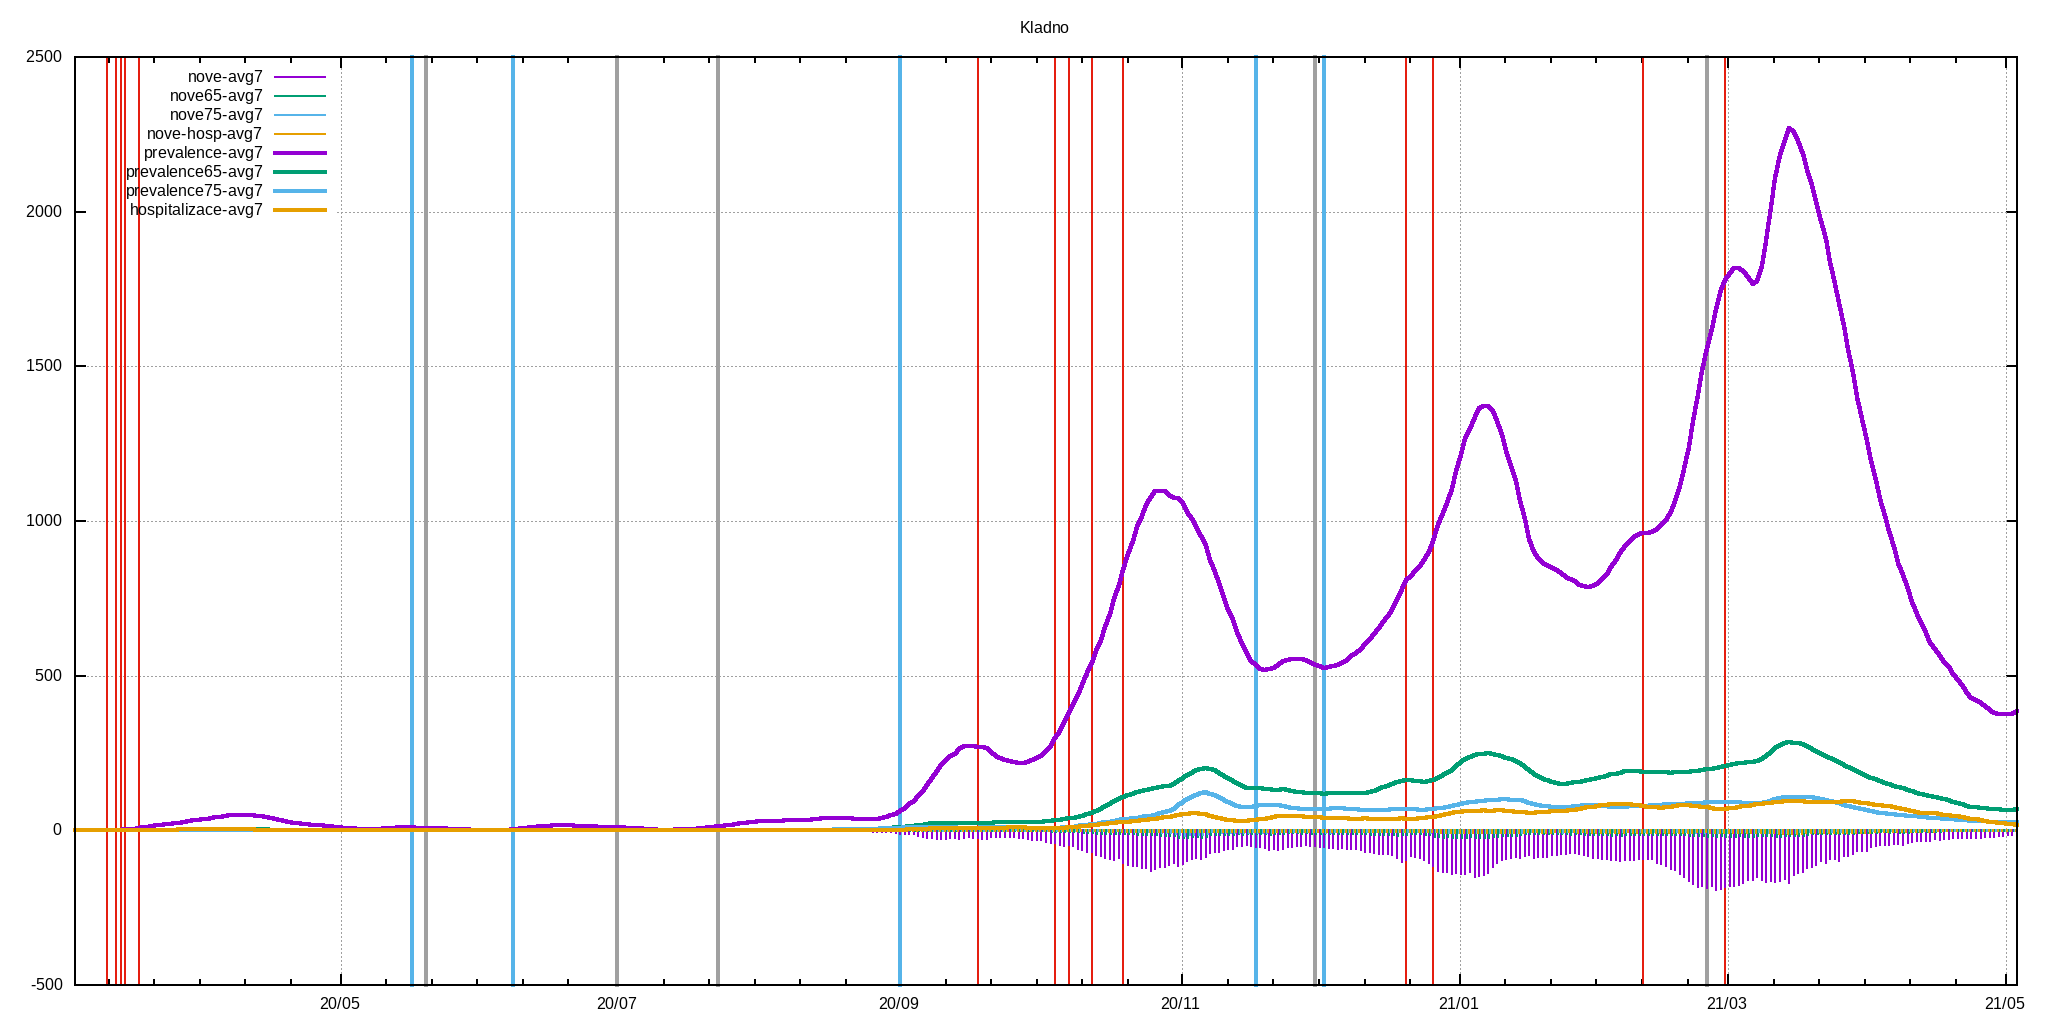 Kladno
2500
2000
1500
1000
500
0
-500
nove-avg7
nove65-avg7
nove75-avg7
nove-hosp-avg7
prevalence-avg7
prevalence65-avg7
prevalence75-avg7
hospitalizace-avg7
20/05
20/07
20/09
20/11
21/01
21/03
21/05